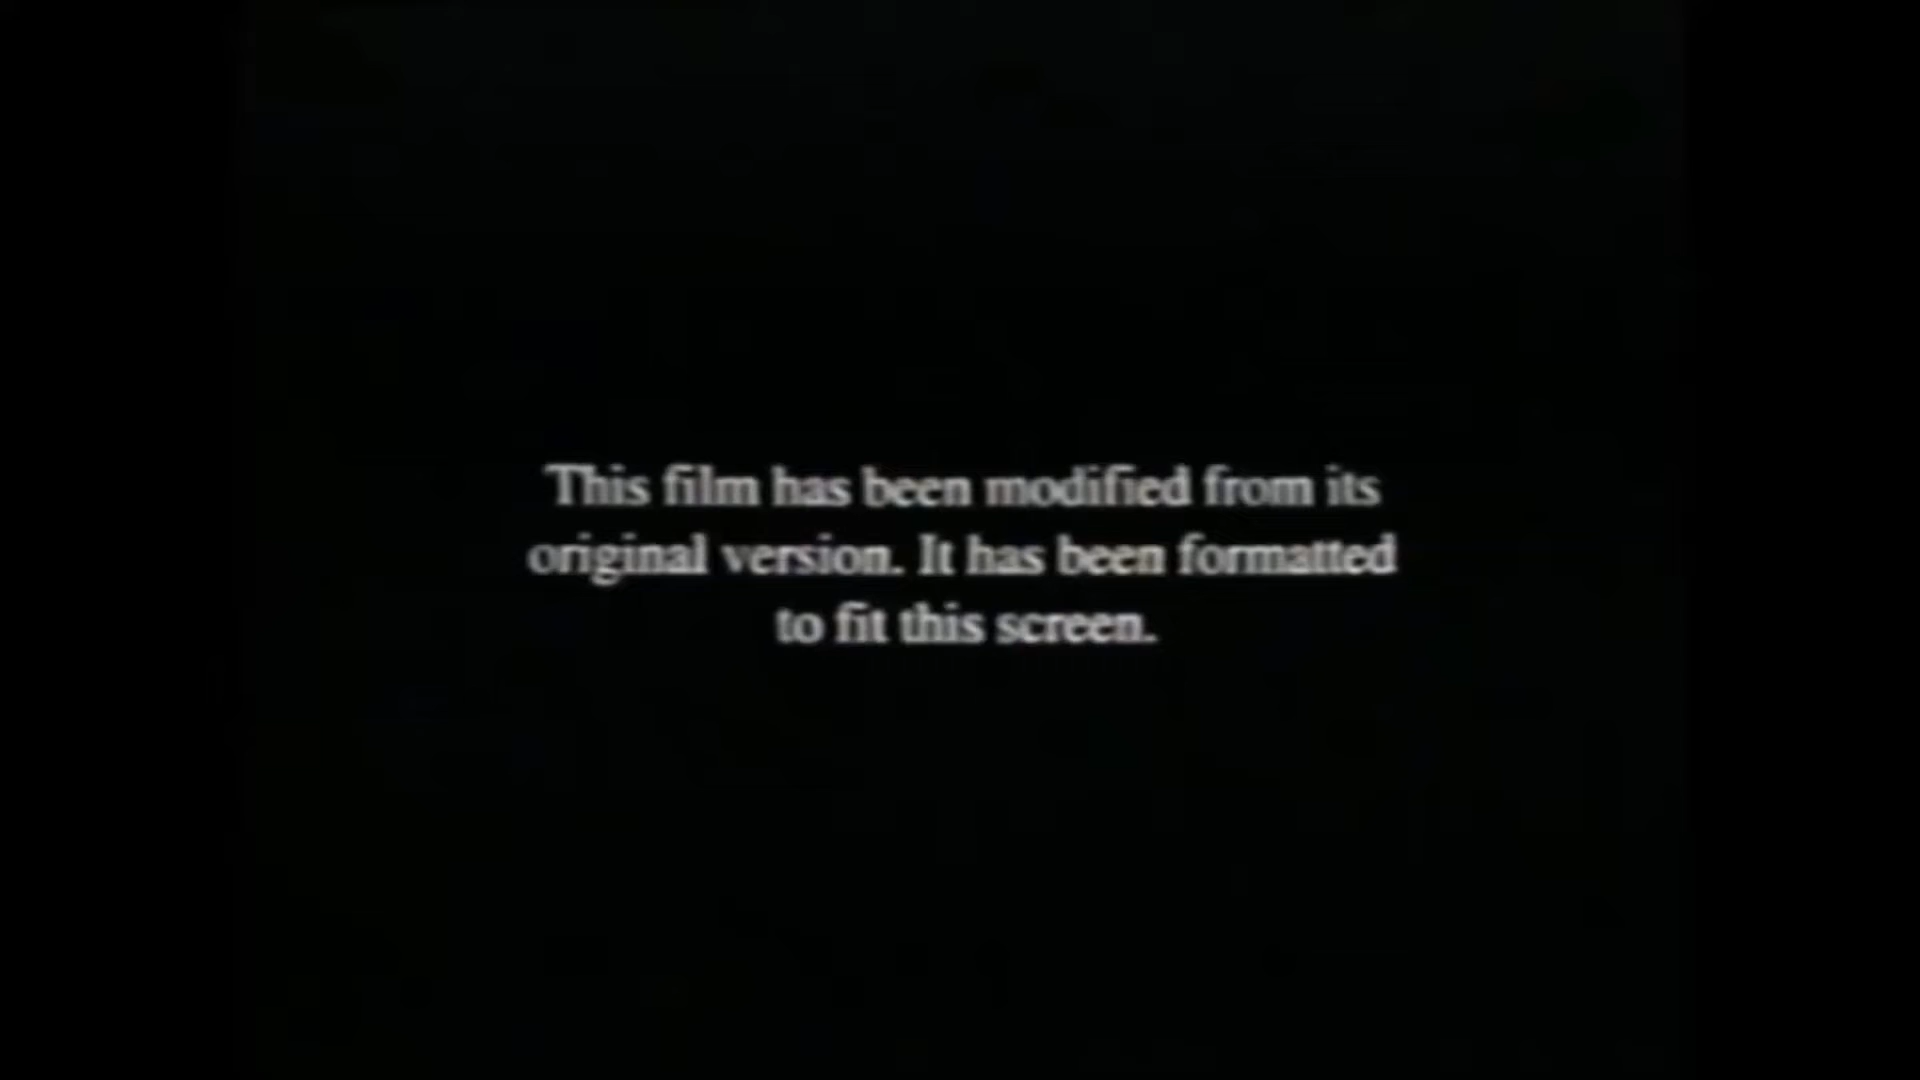 This film has been modified from its
original version. It has been formatted
to fit this screen.